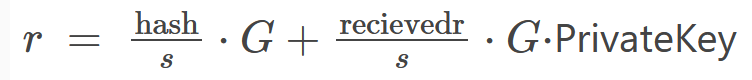 r = hash/s · G + recievedr/s · G·PrivateKey